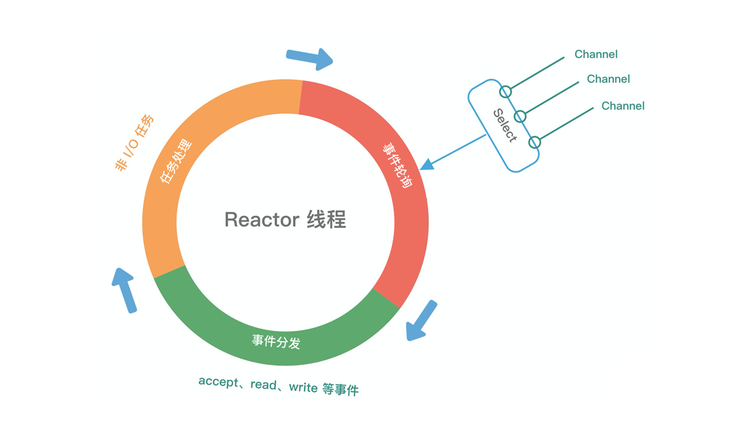 Channel
Channel
Channel
Select
事件轮询
任务处理
非 I/O 任务
Reactor 线程
事件分发
accept、read、write 等事件